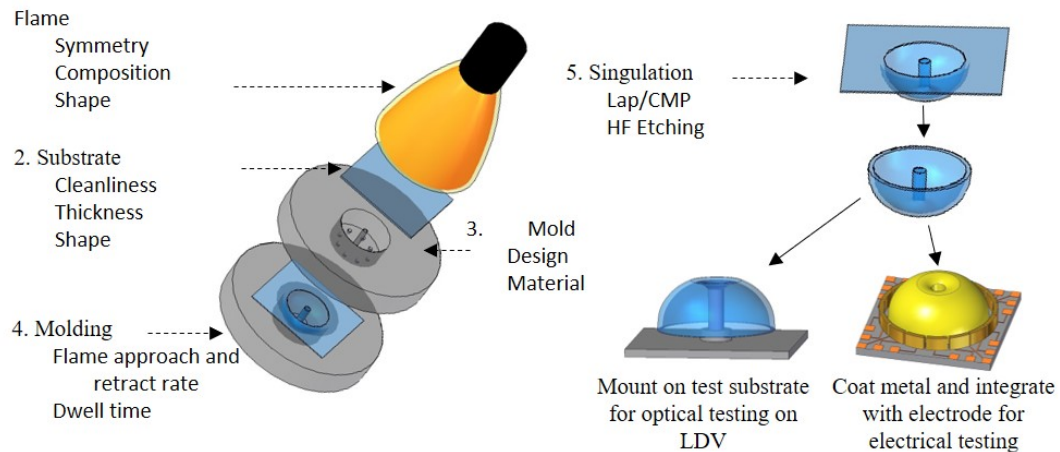 Flame
Symmetry
Composition
Shape
2. Substrate
Cleanliness
Thickness
Shape
3. Mold
Design
Material
4. Molding
Flame approach and
retract rate
Dwell time
5. Singulation
Lap/CMP
HF Etching
Mount on test substrate
for optical testing on
LDV
Coat metal and integrate
with electrode for
electrical testing